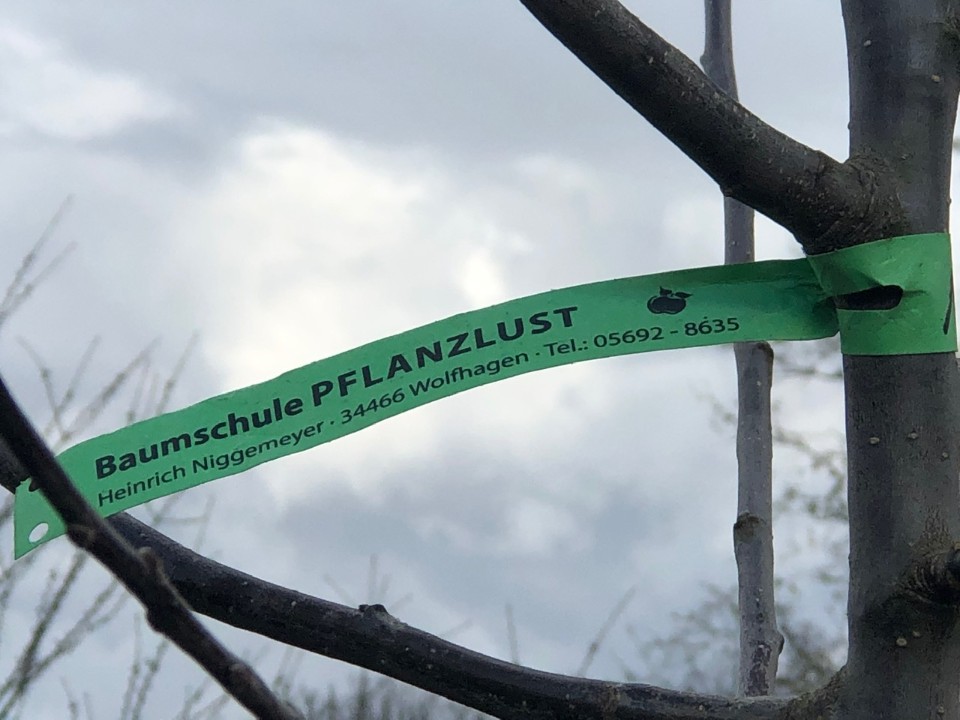 Baumschule PFLANZLUST
Heinrich Niggemeyer · 34466 Wolfhagen · Tel.: 05692 - 8635